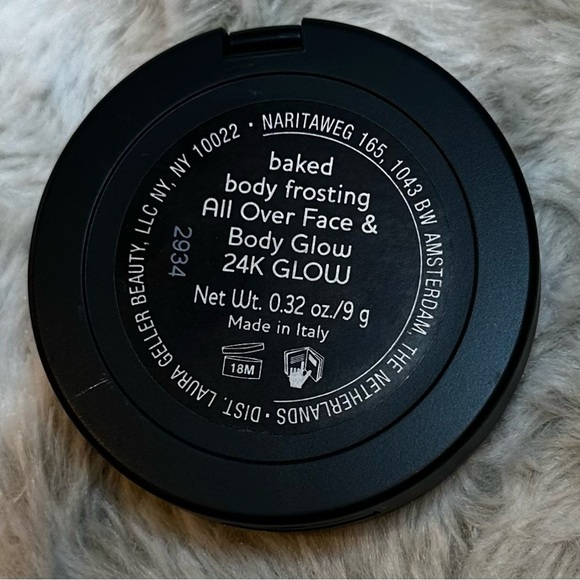 baked
body frosting
All Over Face &
Body Glow
24K GLOW
Net Wt. 0.32 oz./9 g
Made in Italy
18M
2934
DIST. LAURA GELLER BEAUTY, LLC NY, NY 10022 • NARITAWEG 165, 1043 BW AMSTERDAM, THE NETHERLANDS •